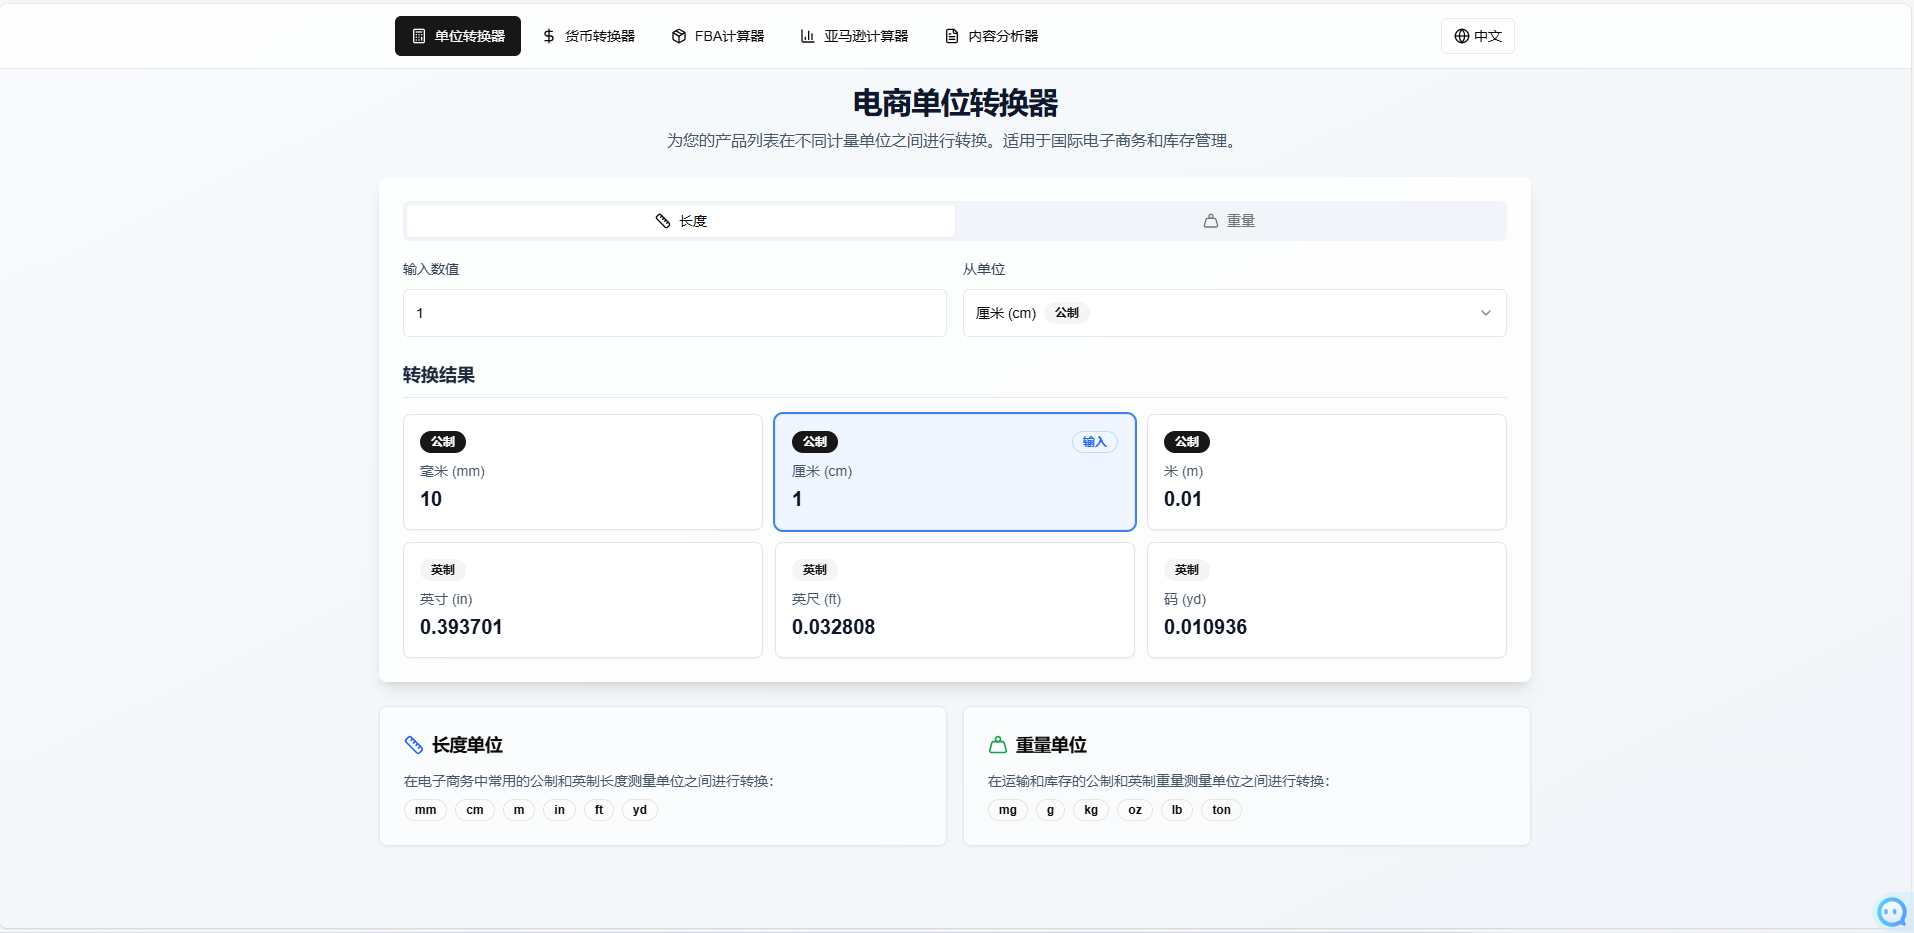 单位转换器 货币转换器 FBA计算器 亚马逊计算器 内容分析器 中文
电商单位转换器
为您的产品列表在不同计量单位之间进行转换。适用于国际电子商务和库存管理。
长度 重量
输入数值 从单位
1 厘米 (cm) 公制
转换结果
公制
毫米 (mm)
10
公制 输入
厘米 (cm)
1
公制
米 (m)
0.01
英制
英寸 (in)
0.393701
英制
英尺 (ft)
0.032808
英制
码 (yd)
0.010936
长度单位
在电子商务中常用的公制和英制长度测量单位之间进行转换：
mm cm m in ft yd
重量单位
在运输和库存的公制和英制重量测量单位之间进行转换：
mg g kg oz lb ton